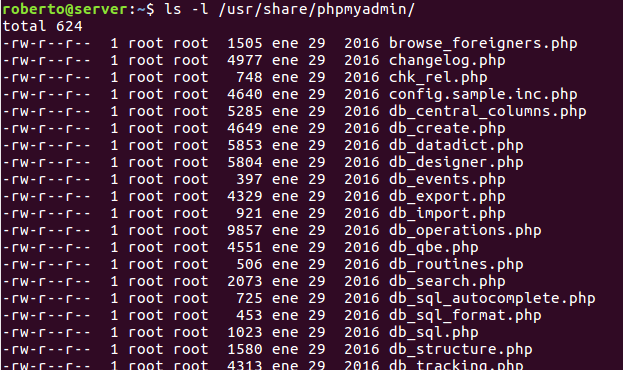 roberto@server:~$ ls -l /usr/share/phpmyadmin/
total 624
-rw-r--r--  1 root root  1505 ene 29  2016 browse_foreigners.php
-rw-r--r--  1 root root  4977 ene 29  2016 changelog.php
-rw-r--r--  1 root root   748 ene 29  2016 chk_rel.php
-rw-r--r--  1 root root  4640 ene 29  2016 config.sample.inc.php
-rw-r--r--  1 root root  5285 ene 29  2016 db_central_columns.php
-rw-r--r--  1 root root  4649 ene 29  2016 db_create.php
-rw-r--r--  1 root root  5853 ene 29  2016 db_datadict.php
-rw-r--r--  1 root root  5804 ene 29  2016 db_designer.php
-rw-r--r--  1 root root   397 ene 29  2016 db_events.php
-rw-r--r--  1 root root  4329 ene 29  2016 db_export.php
-rw-r--r--  1 root root   921 ene 29  2016 db_import.php
-rw-r--r--  1 root root  9857 ene 29  2016 db_operations.php
-rw-r--r--  1 root root  4551 ene 29  2016 db_qbe.php
-rw-r--r--  1 root root   506 ene 29  2016 db_routines.php
-rw-r--r--  1 root root  2073 ene 29  2016 db_search.php
-rw-r--r--  1 root root   725 ene 29  2016 db_sql_autocomplete.php
-rw-r--r--  1 root root   453 ene 29  2016 db_sql_format.php
-rw-r--r--  1 root root  1023 ene 29  2016 db_sql.php
-rw-r--r--  1 root root  1580 ene 29  2016 db_structure.php
-rw-r--r--  1 root root  4313 ene 29  2016 db_tracking.php